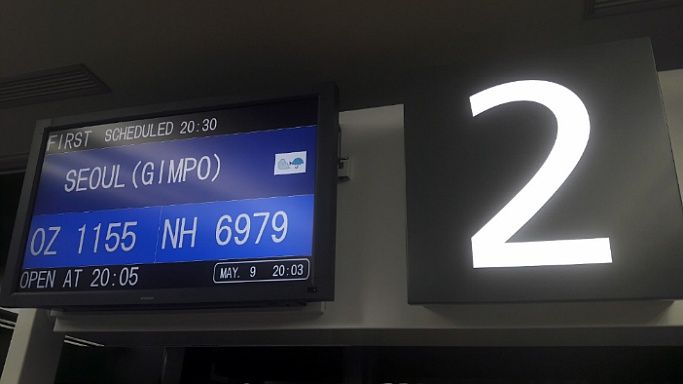 FIRST SCHEDULED 20:30
SEOUL(GIMPO)
OZ 1155 NH 6979
OPEN AT 20:05
MAY. 9 20:03
2